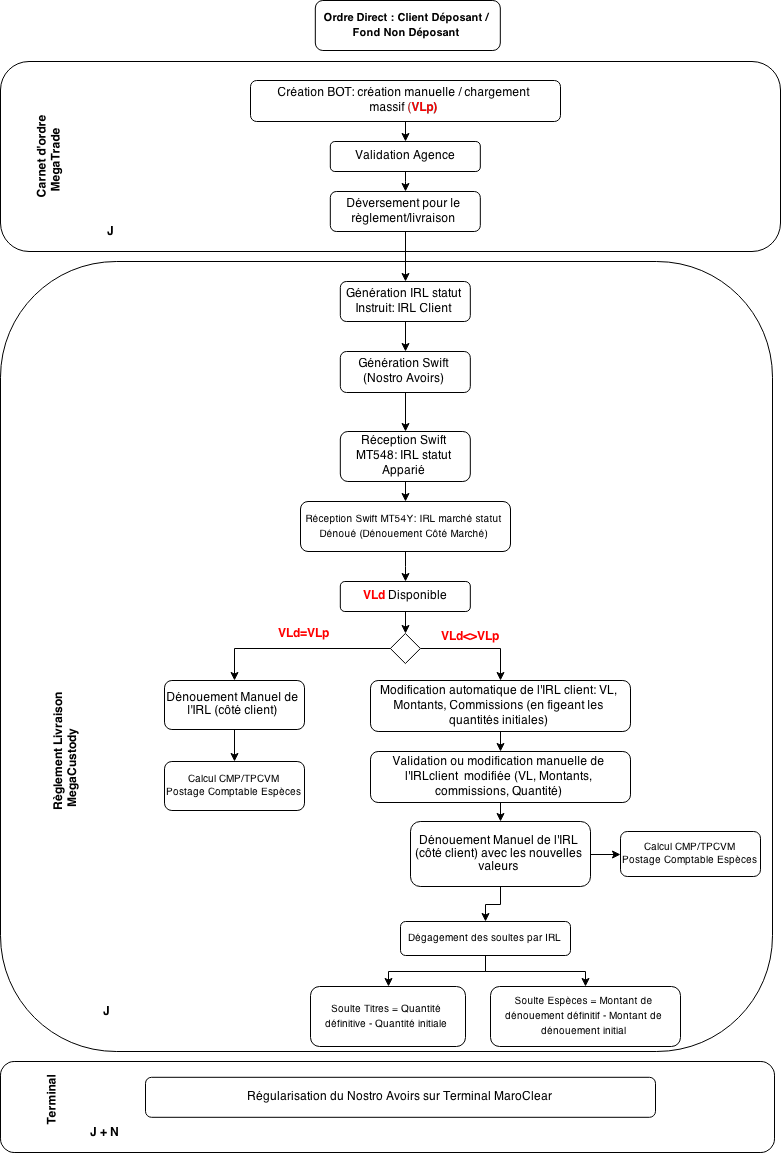 Ordre Direct : Client Déposant /
Fond Non Déposant
Carnet d'ordre
MegaTrade
Création BOT: création manuelle / chargement
massif (VLp)
Validation Agence
Déversement pour le
règlement/livraison
J
Génération IRL statut
Instruit: IRL Client
Génération Swift
(Nostro Avoirs)
Réception Swift
MT548: IRL statut
Apparié
Réception Swift MT54Y: IRL marché statut
Dénoué (Dénouement Côté Marché)
VLd Disponible
VLd=VLp
VLd<>VLp
Règlement Livraison
MegaCustody
Dénouement Manuel de
l'IRL (côté client)
Calcul CMP/TPCVM
Postage Comptable Espèces
Modification automatique de l'IRL client: VL,
Montants, Commissions (en figeant les
quantités initiales)
Validation ou modification manuelle de
l'IRLclient modifiée (VL, Montants,
commissions, Quantité)
Dénouement Manuel de l'IRL
(côté client) avec les nouvelles
valeurs
Calcul CMP/TPCVM
Postage Comptable Espèces
Dégagement des soultes par IRL
Soulte Titres = Quantité
définitive - Quantité initiale
Soulte Espèces = Montant de
dénouement définitif - Montant de
dénouement initial
J
Terminal
Régularisation du Nostro Avoirs sur Terminal MaroClear
J + N